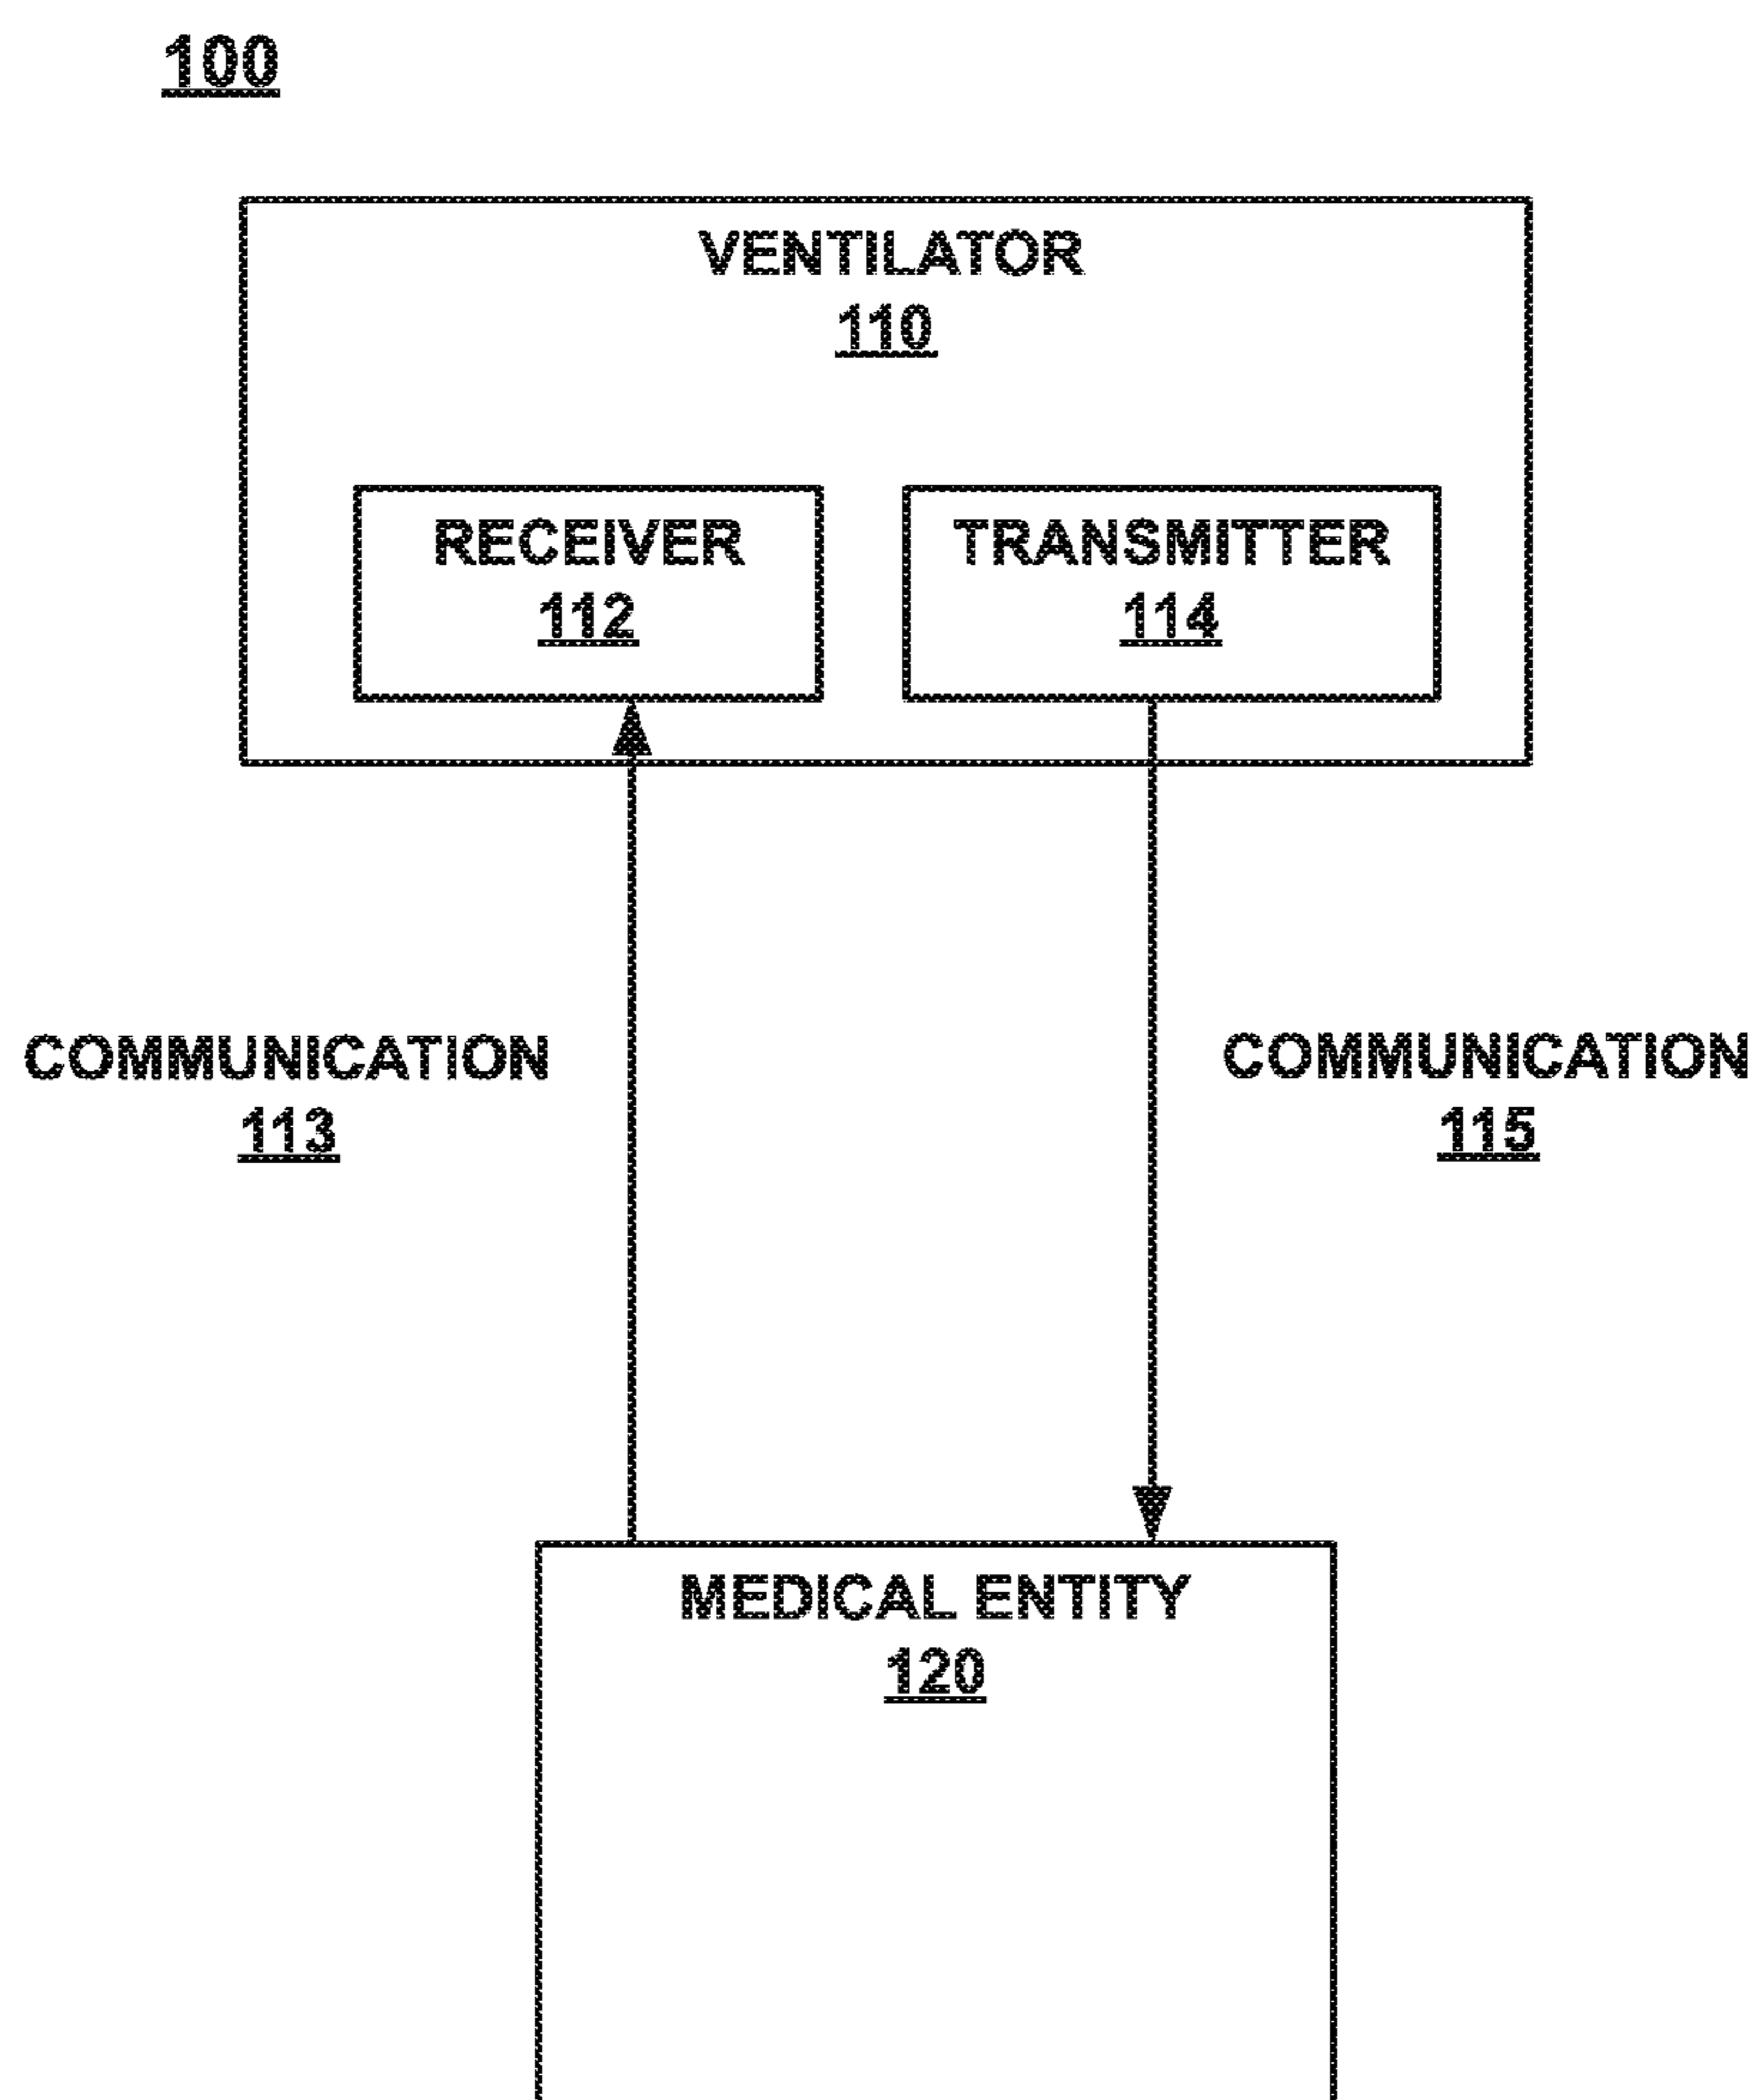 100
VENTILATOR
110
RECEIVER
112
TRANSMITTER
114
COMMUNICATION
113
COMMUNICATION
115
MEDICAL ENTITY
120